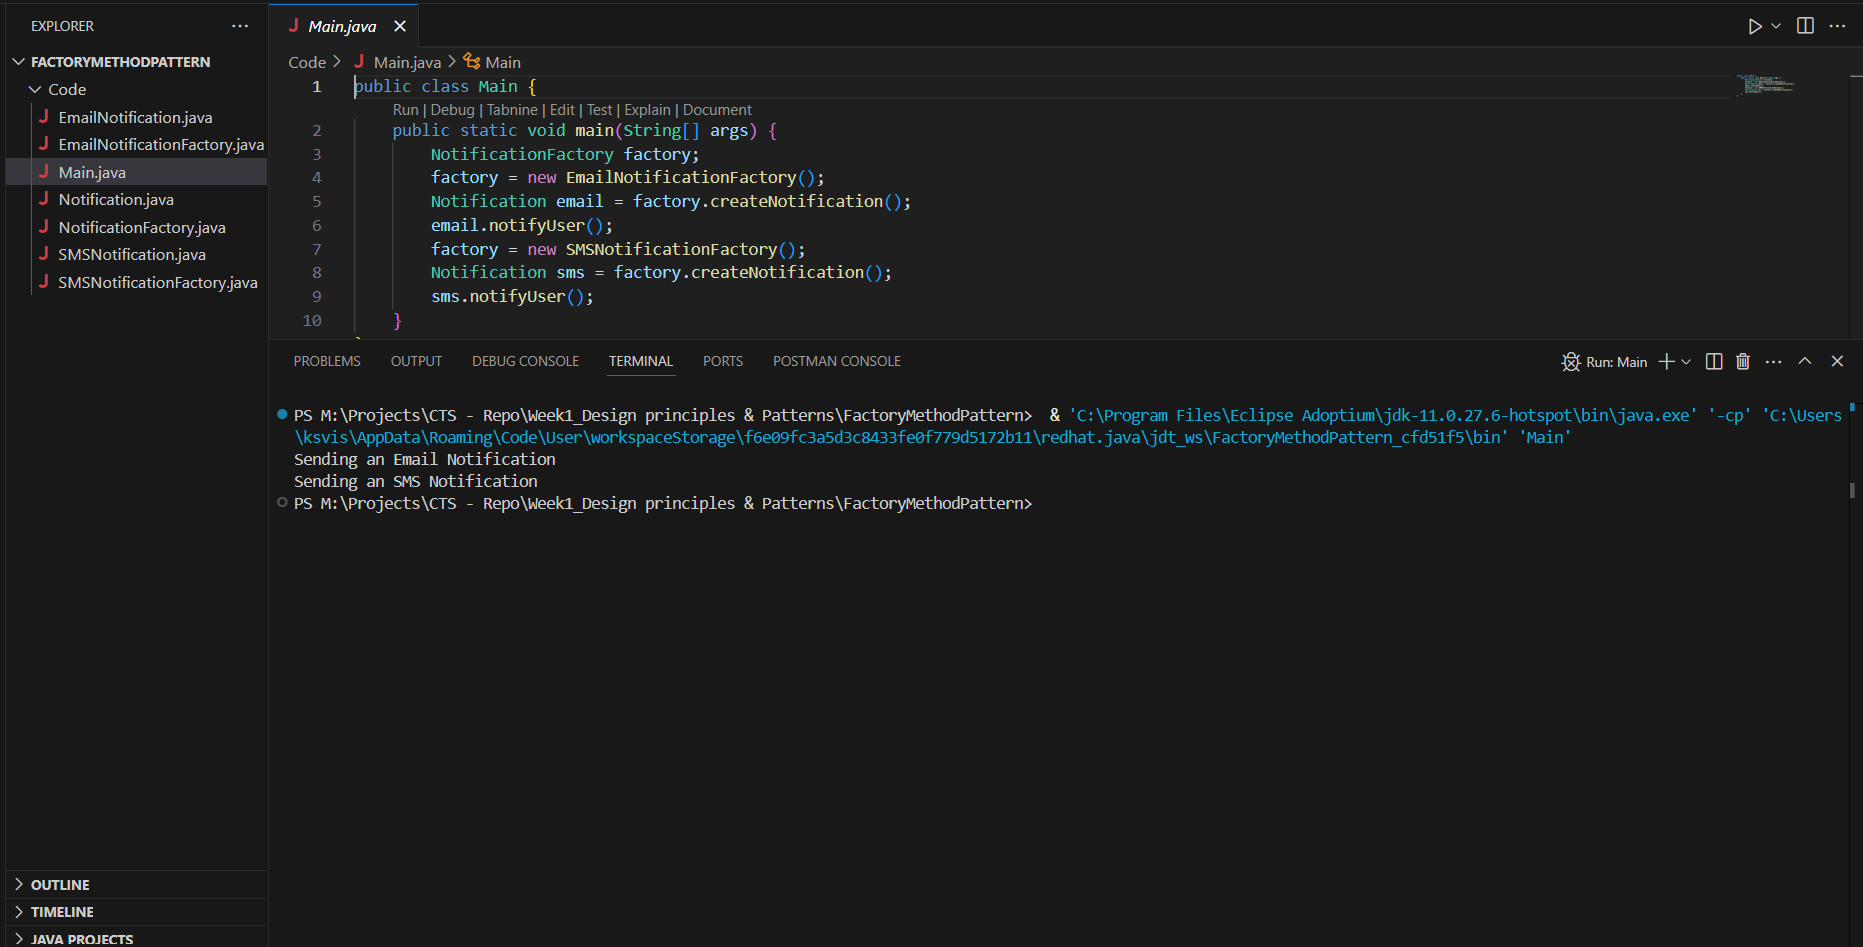 EXPLORER
FACTORYMETHODPATTERN
Code
EmailNotification.java
EmailNotificationFactory.java
Main.java
Notification.java
NotificationFactory.java
SMSNotification.java
SMSNotificationFactory.java
OUTLINE
TIMELINE
JAVA PROJECTS
Main.java
Code > Main.java > Main
1 public class Main {
Run | Debug | Tabnine | Edit | Test | Explain | Document
2 public static void main(String[] args) {
3 NotificationFactory factory;
4 factory = new EmailNotificationFactory();
5 Notification email = factory.createNotification();
6 email.notifyUser();
7 factory = new SMSNotificationFactory();
8 Notification sms = factory.createNotification();
9 sms.notifyUser();
10 }
PROBLEMS OUTPUT DEBUG CONSOLE TERMINAL PORTS POSTMAN CONSOLE Run: Main
PS M:\Projects\CTS - Repo\Week1_Design principles & Patterns\FactoryMethodPattern> & 'C:\Program Files\Eclipse Adoptium\jdk-11.0.27.6-hotspot\bin\java.exe' '-cp' 'C:\Users
\ksvis\AppData\Roaming\Code\User\workspaceStorage\f6e09fc3a5d3c8433fe0f779d5172b11\redhat.java\jdt_ws\FactoryMethodPattern_cfd51f5\bin' 'Main'
Sending an Email Notification
Sending an SMS Notification
PS M:\Projects\CTS - Repo\Week1_Design principles & Patterns\FactoryMethodPattern>